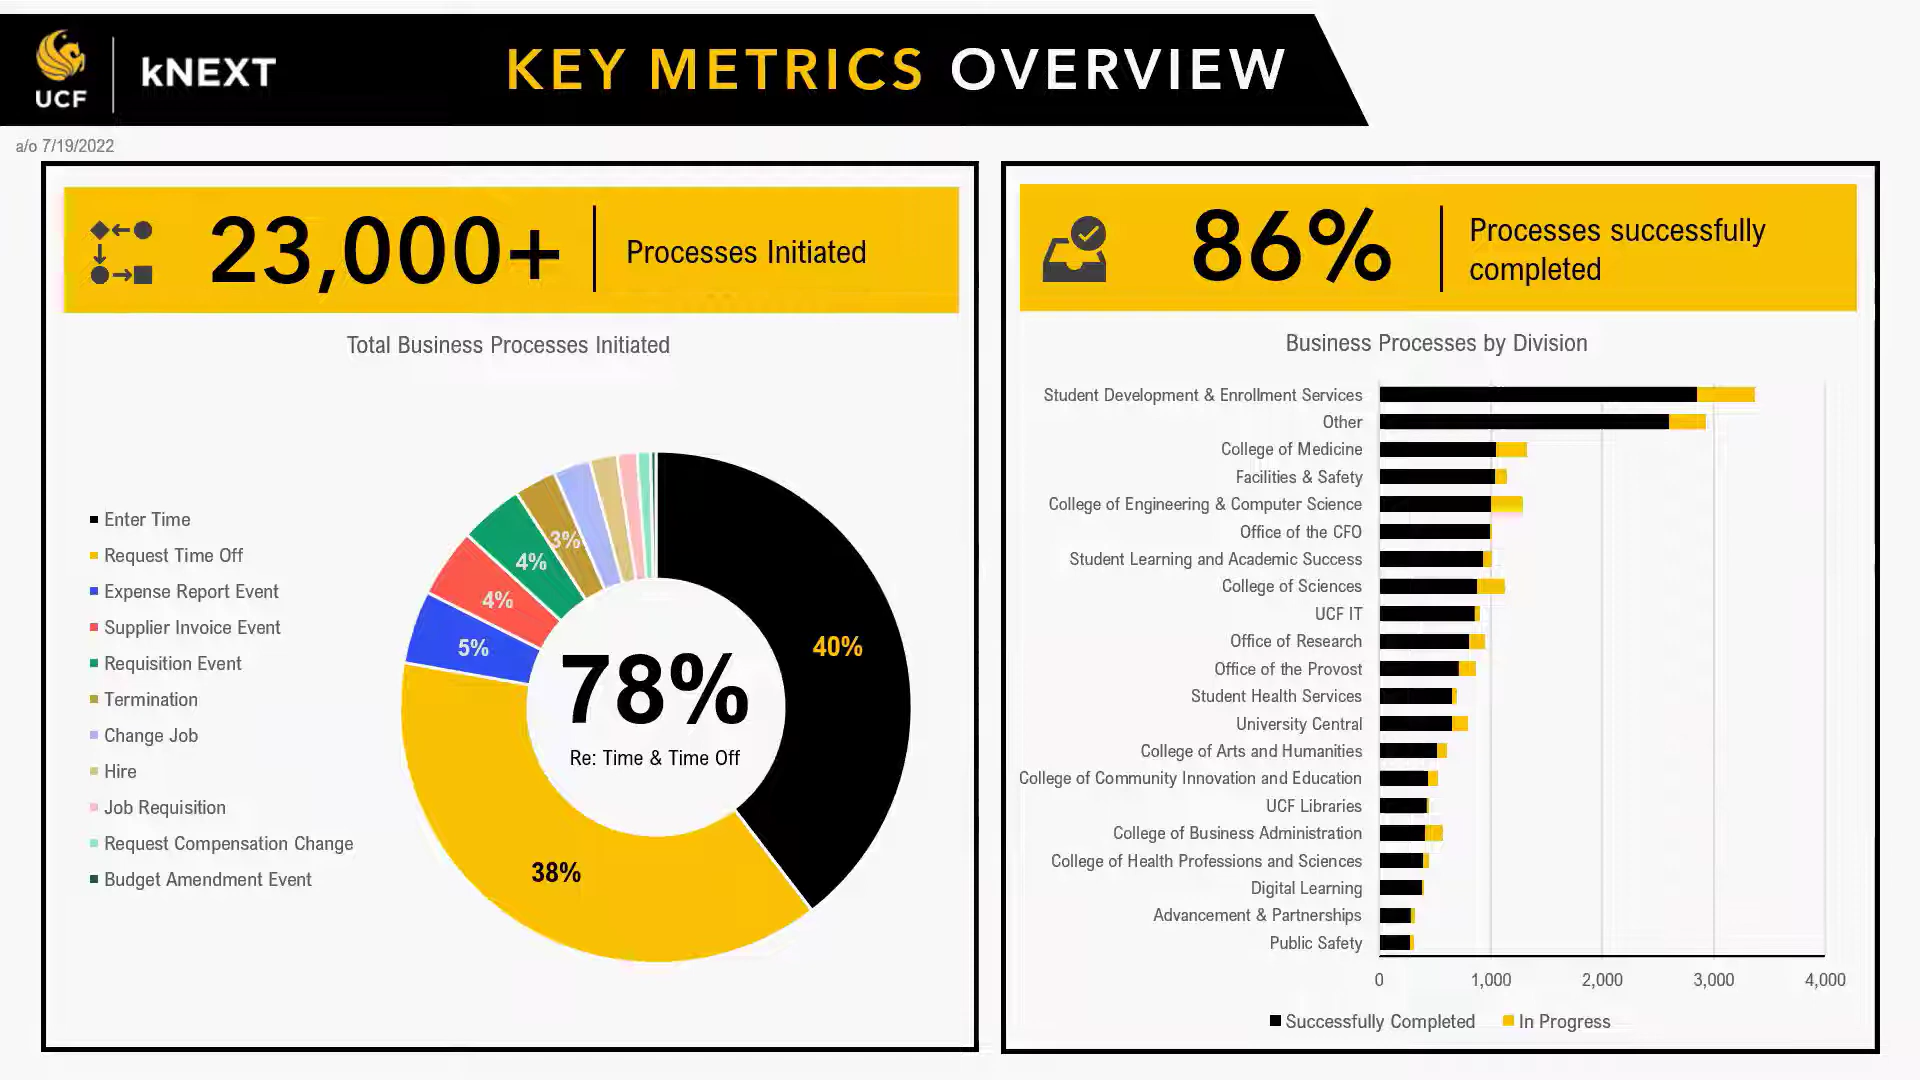 UCF
kNEXT
KEY METRICS OVERVIEW
a/o 7/19/2022
23,000+
Processes Initiated
Total Business Processes Initiated
Enter Time
Request Time Off
Expense Report Event
Supplier Invoice Event
Requisition Event
Termination
Change Job
Hire
Job Requisition
Request Compensation Change
Budget Amendment Event
3%
4%
4%
5%
40%
38%
78%
Re: Time & Time Off
86%
Processes successfully
completed
Business Processes by Division
Student Development & Enrollment Services
Other
College of Medicine
Facilities & Safety
College of Engineering & Computer Science
Office of the CFO
Student Learning and Academic Success
College of Sciences
UCF IT
Office of Research
Office of the Provost
Student Health Services
University Central
College of Arts and Humanities
College of Community Innovation and Education
UCF Libraries
College of Business Administration
College of Health Professions and Sciences
Digital Learning
Advancement & Partnerships
Public Safety
0 1,000 2,000 3,000 4,000
Successfully Completed In Progress